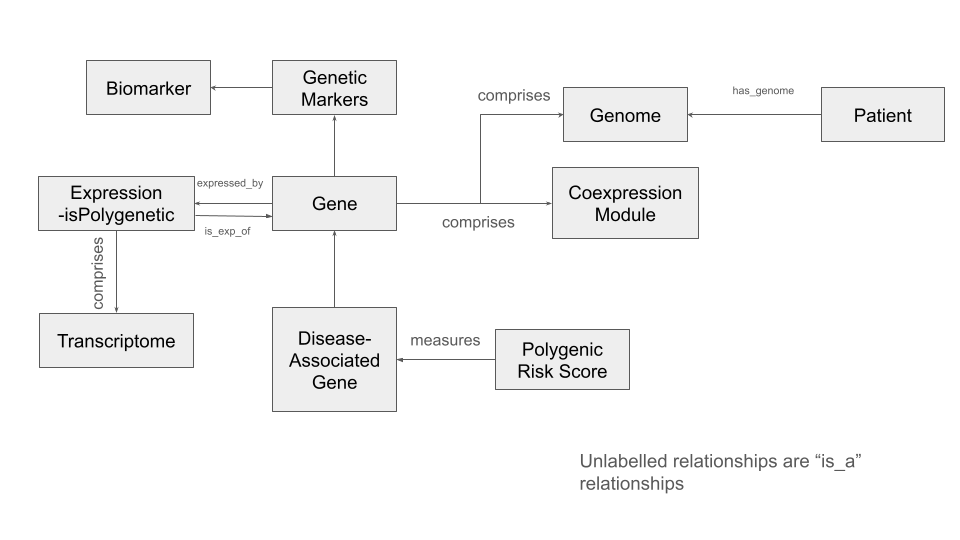 Genetic
Markers
Biomarker
comprises
has_genome
Genome
Patient
expressed_by
Expression
-isPolygenetic
Gene
Coexpression
Module
is_exp_of
comprises
comprises
Transcriptome
Disease-
Associated
Gene
measures
Polygenic
Risk Score
Unlabelled relationships are “is_a”
relationships